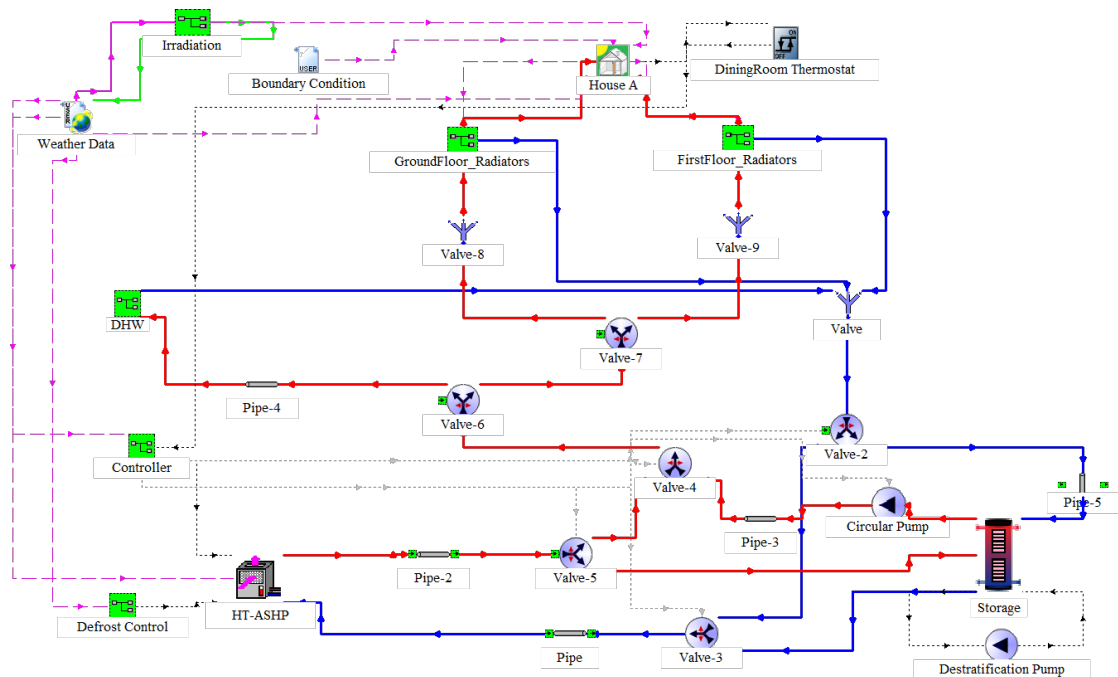 Irradiation
Boundary Condition
USER
House A
ON
OFF
DiningRoom Thermostat
Weather Data
GroundFloor_Radiators
FirstFloor_Radiators
Valve-8
Valve-9
DHW
Valve
Valve-7
Pipe-4
Valve-6
Controller
Valve-2
Valve-4
Pipe-5
Circular Pump
Pipe-3
Pipe-2
Valve-5
HT-ASHP
Storage
Defrost Control
Pipe
Valve-3
Destratification Pump